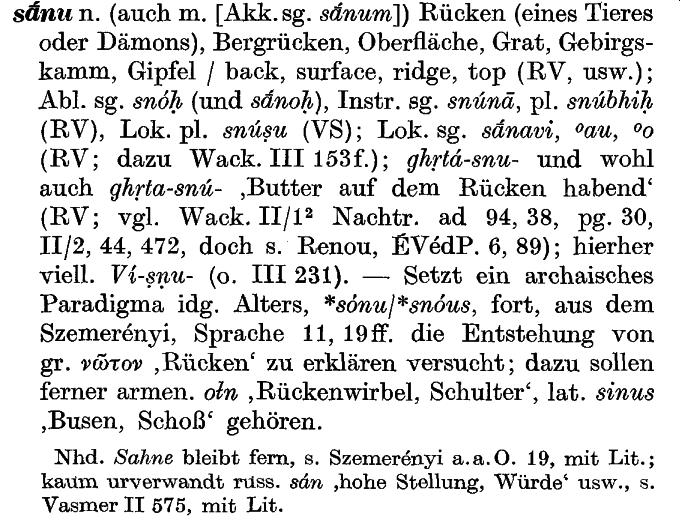 sā́nu n. (auch m. [Akk. sg. sā́num]) Rücken (eines Tieres
oder Dämons), Bergrücken, Oberfläche, Grat, Gebirgs-
kamm, Gipfel / back, surface, ridge, top (RV, usw.);
Abl. sg. snóḥ (und sā́noḥ), Instr. sg. snúnā, pl. snúbhiḥ
(RV), Lok. pl. snúṣu (VS); Lok. sg. sā́navi, ⁰au, ⁰o
(RV; dazu Wack. III 153f.); ghṛtá-snu- und wohl
auch ghṛta-snú- ‚Butter auf dem Rücken habend‘
(RV; vgl. Wack. II/1² Nachtr. ad 94, 38, pg. 30,
II/2, 44, 472, doch s. Renou, ÉVédP. 6, 89); hierher
viell. Ví-ṣṇu- (o. III 231). — Setzt ein archaisches
Paradigma idg. Alters, *sónu/*snóus, fort, aus dem
Szemerényi, Sprache 11, 19ff. die Entstehung von
gr. νῶτον ‚Rücken‘ zu erklären versucht; dazu sollen
ferner armen. ołn ‚Rückenwirbel, Schulter‘, lat. sinus
‚Busen, Schoß‘ gehören.
Nhd. Sahne bleibt fern, s. Szemerényi a.a.O. 19, mit Lit.;
kaum urverwandt russ. sán ‚hohe Stellung, Würde‘ usw., s.
Vasmer II 575, mit Lit.